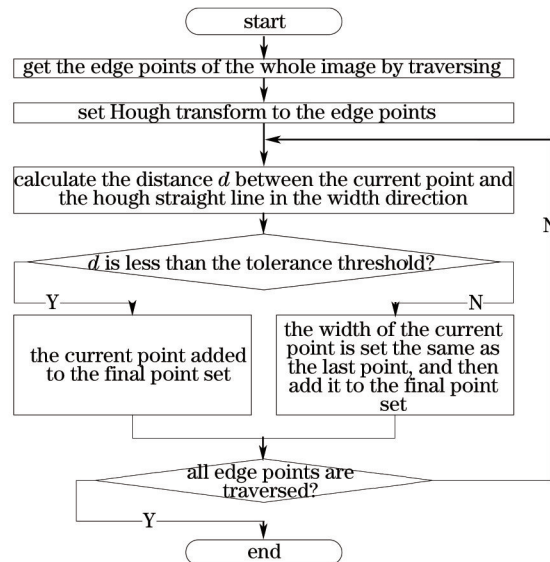 start
get the edge points of the whole image by traversing
set Hough transform to the edge points
calculate the distance d between the current point and
the hough straight line in the width direction
N
d is less than the tolerance threshold?
Y
N
the current point added
to the final point set
the width of the current
point is set the same as
the last point, and then
add it to the final point
set
all edge points are
traversed?
Y
end